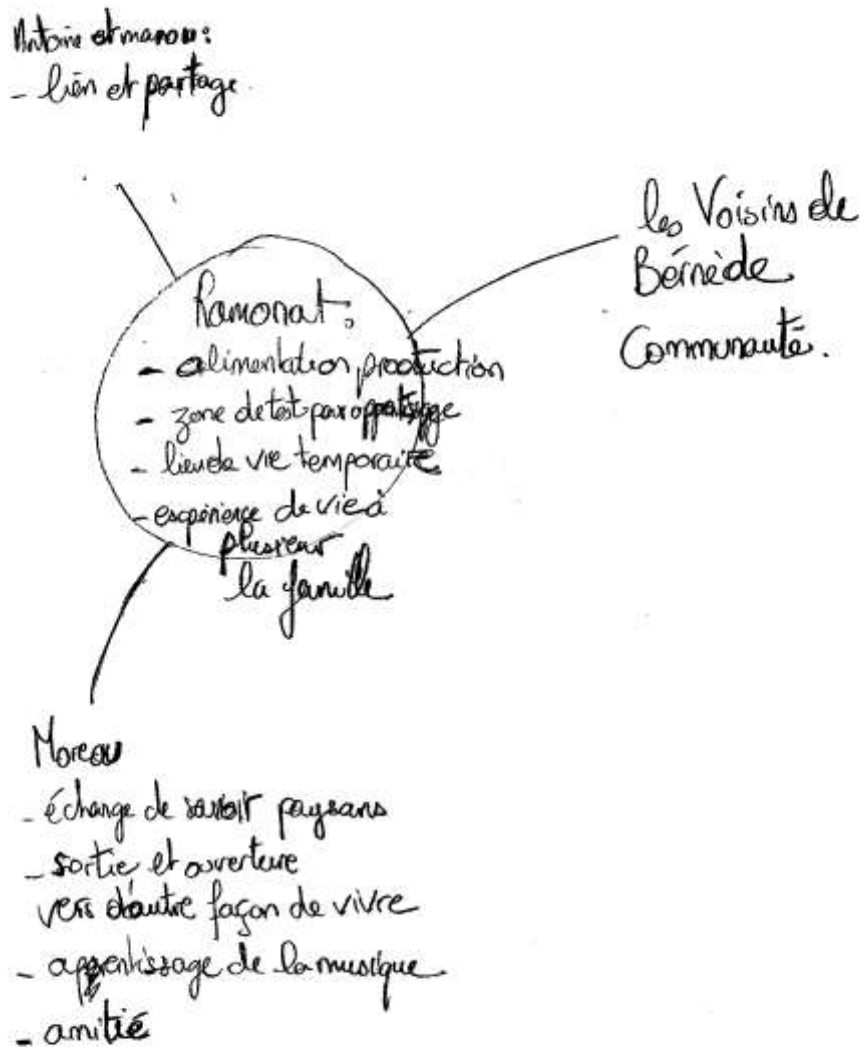 Antoine et manou :
- lien et partage
les Voisins de
Bernède
Communauté.
Ramonat :
- alimentation, production
- zone de test par apprentissage
- lieu de vie temporaire
- expérience de vie à
plusieur
la famille
Moreau
- échange de savoir paysans
- sortie et ouverture
vers d'autre façon de vivre
- apprentissage de la musique
- amitié